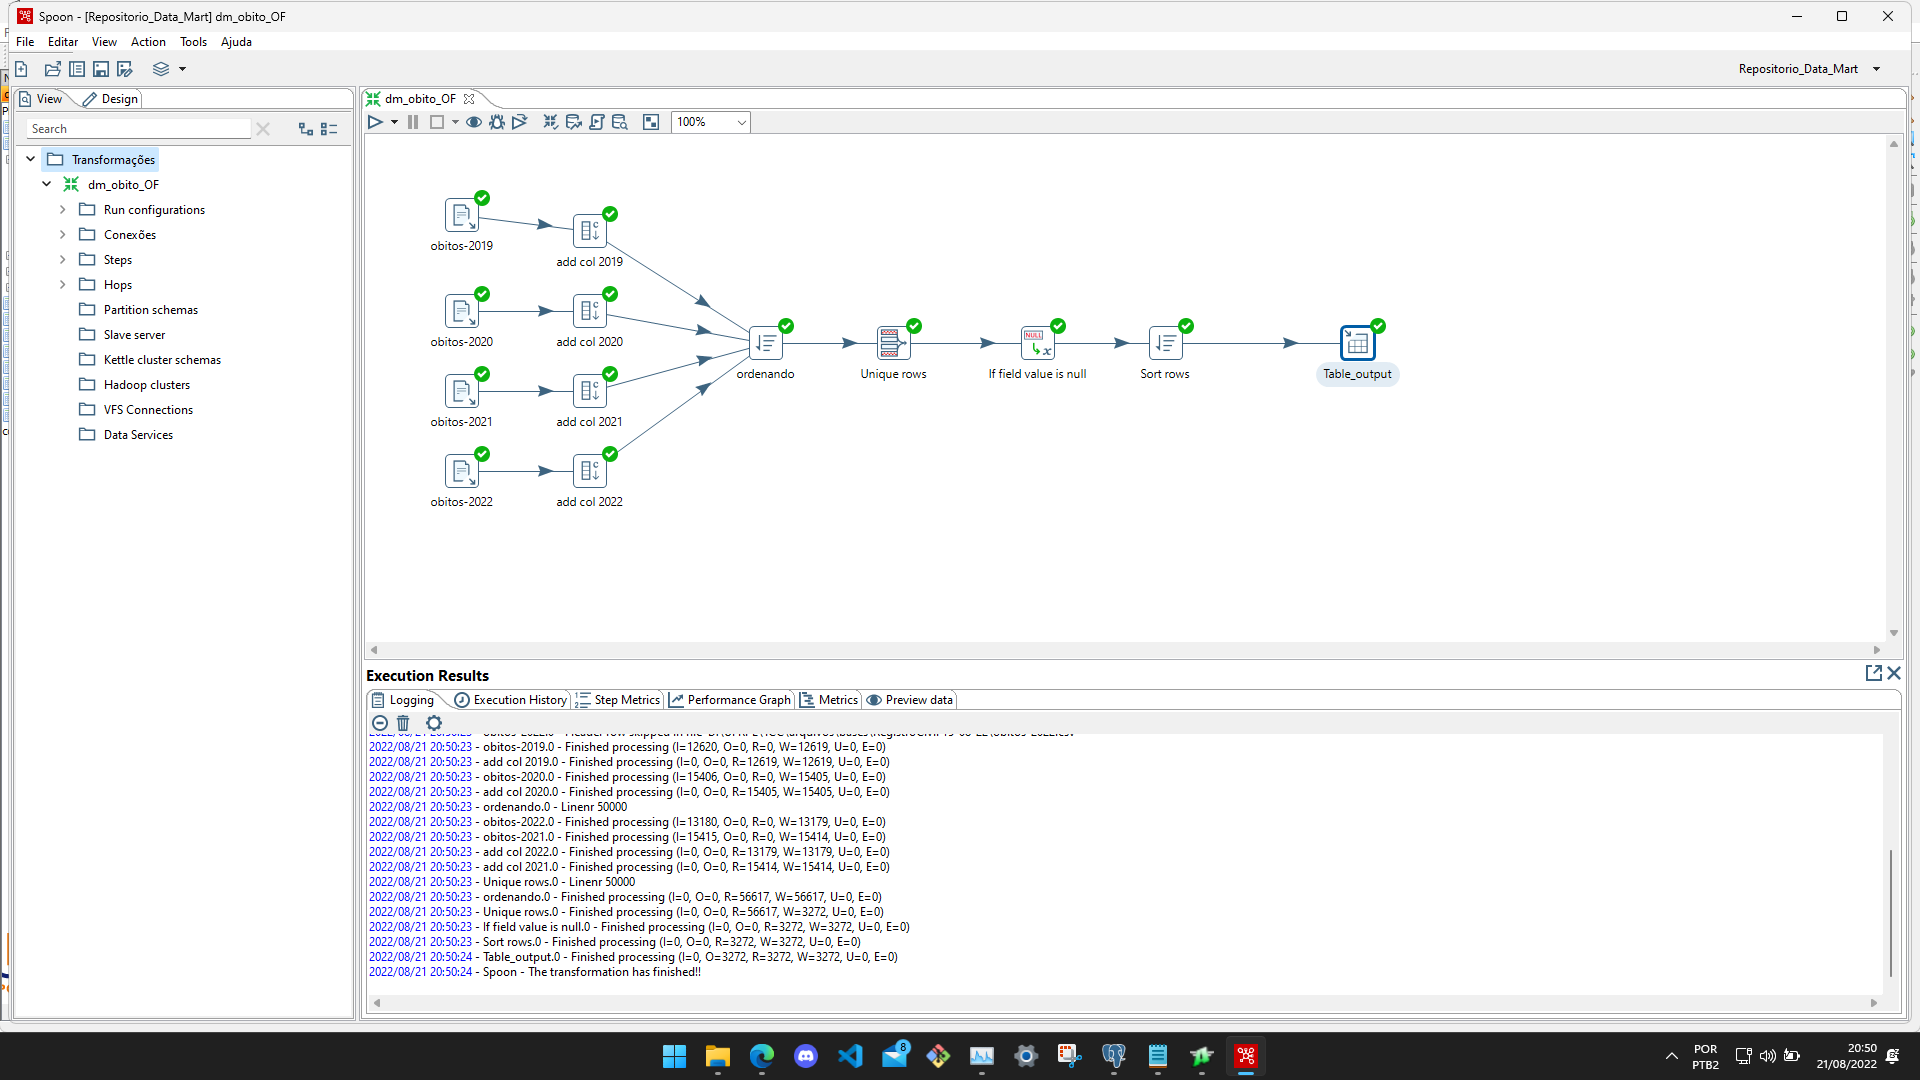 Spoon - [Repositorio_Data_Mart] dm_obito_OF
File Editar View Action Tools Ajuda
Repositorio_Data_Mart
View Design
Search
Transformações
dm_obito_OF
Run configurations
Conexões
Steps
Hops
Partition schemas
Slave server
Kettle cluster schemas
Hadoop clusters
VFS Connections
Data Services
dm_obito_OF
100%
obitos-2019
add col 2019
obitos-2020
add col 2020
ordenando
Unique rows
NULL
If field value is null
Sort rows
Table_output
obitos-2021
add col 2021
obitos-2022
add col 2022
Execution Results
Logging Execution History Step Metrics Performance Graph Metrics Preview data
2022/08/21 20:50:23 - obitos-2019.0 - Finished processing (I=12620, O=0, R=0, W=12619, U=0, E=0)
2022/08/21 20:50:23 - add col 2019.0 - Finished processing (I=0, O=0, R=12619, W=12619, U=0, E=0)
2022/08/21 20:50:23 - obitos-2020.0 - Finished processing (I=15406, O=0, R=0, W=15405, U=0, E=0)
2022/08/21 20:50:23 - add col 2020.0 - Finished processing (I=0, O=0, R=15405, W=15405, U=0, E=0)
2022/08/21 20:50:23 - ordenando.0 - Linenr 50000
2022/08/21 20:50:23 - obitos-2022.0 - Finished processing (I=13180, O=0, R=0, W=13179, U=0, E=0)
2022/08/21 20:50:23 - obitos-2021.0 - Finished processing (I=15415, O=0, R=0, W=15414, U=0, E=0)
2022/08/21 20:50:23 - add col 2022.0 - Finished processing (I=0, O=0, R=13179, W=13179, U=0, E=0)
2022/08/21 20:50:23 - add col 2021.0 - Finished processing (I=0, O=0, R=15414, W=15414, U=0, E=0)
2022/08/21 20:50:23 - Unique rows.0 - Linenr 50000
2022/08/21 20:50:23 - ordenando.0 - Finished processing (I=0, O=0, R=56617, W=56617, U=0, E=0)
2022/08/21 20:50:23 - Unique rows.0 - Finished processing (I=0, O=0, R=56617, W=3272, U=0, E=0)
2022/08/21 20:50:23 - If field value is null.0 - Finished processing (I=0, O=0, R=3272, W=3272, U=0, E=0)
2022/08/21 20:50:23 - Sort rows.0 - Finished processing (I=0, O=0, R=3272, W=3272, U=0, E=0)
2022/08/21 20:50:24 - Table_output.0 - Finished processing (I=0, O=3272, R=3272, W=3272, U=0, E=0)
2022/08/21 20:50:24 - Spoon - The transformation has finished!!
8
POR
PTB2
20:50
21/08/2022